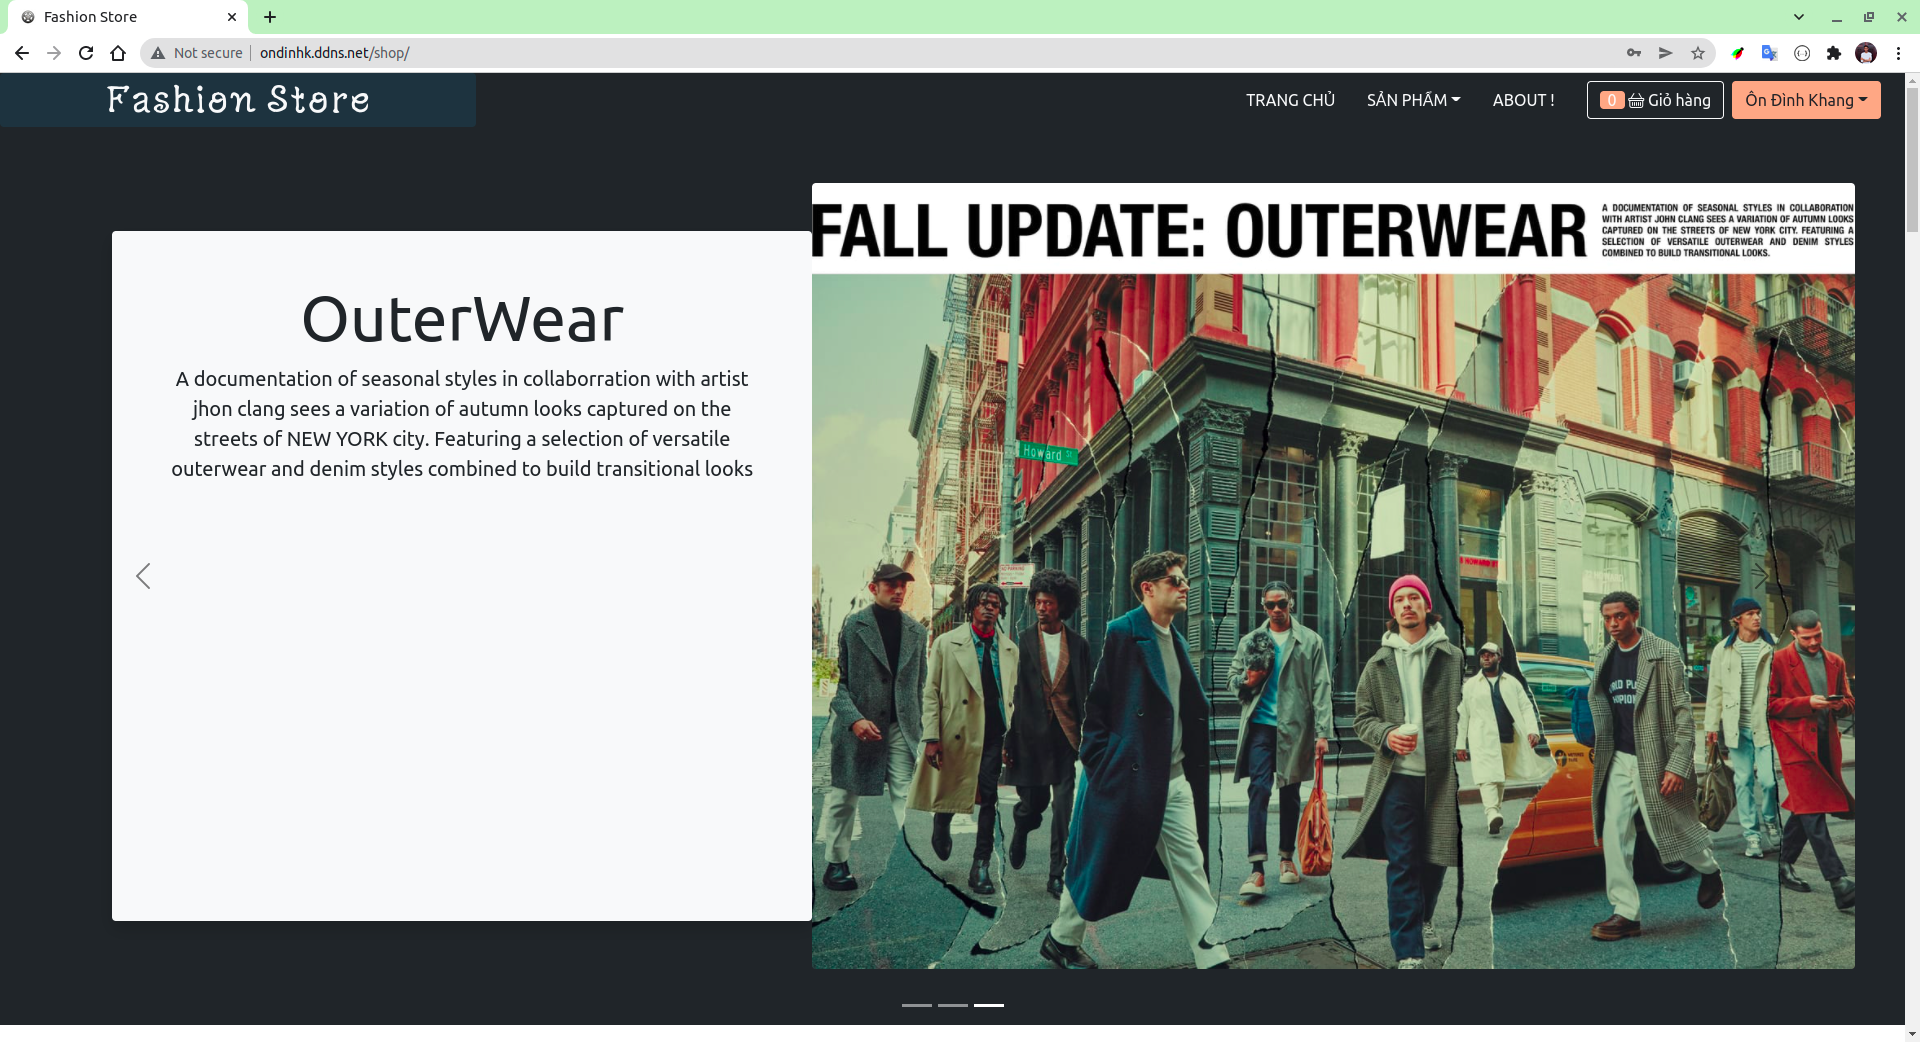 Fashion Store
Not secure | ondinhk.ddns.net/shop/
Fashion Store
TRANG CHỦ SẢN PHẨM ABOUT ! 0 Giỏ hàng Ôn Đình Khang
FALL UPDATE: OUTERWEAR
A DOCUMENTATION OF SEASONAL STYLES IN COLLABORATION
WITH ARTIST JOHN CLANG SEES A VARIATION OF AUTUMN LOOKS
CAPTURED ON THE STREETS OF NEW YORK CITY. FEATURING A
SELECTION OF VERSATILE OUTERWEAR AND DENIM STYLES
COMBINED TO BUILD TRANSITIONAL LOOKS.
OuterWear
A documentation of seasonal styles in collaborration with artist
jhon clang sees a variation of autumn looks captured on the
streets of NEW YORK city. Featuring a selection of versatile
outerwear and denim styles combined to build transitional looks
Howard St